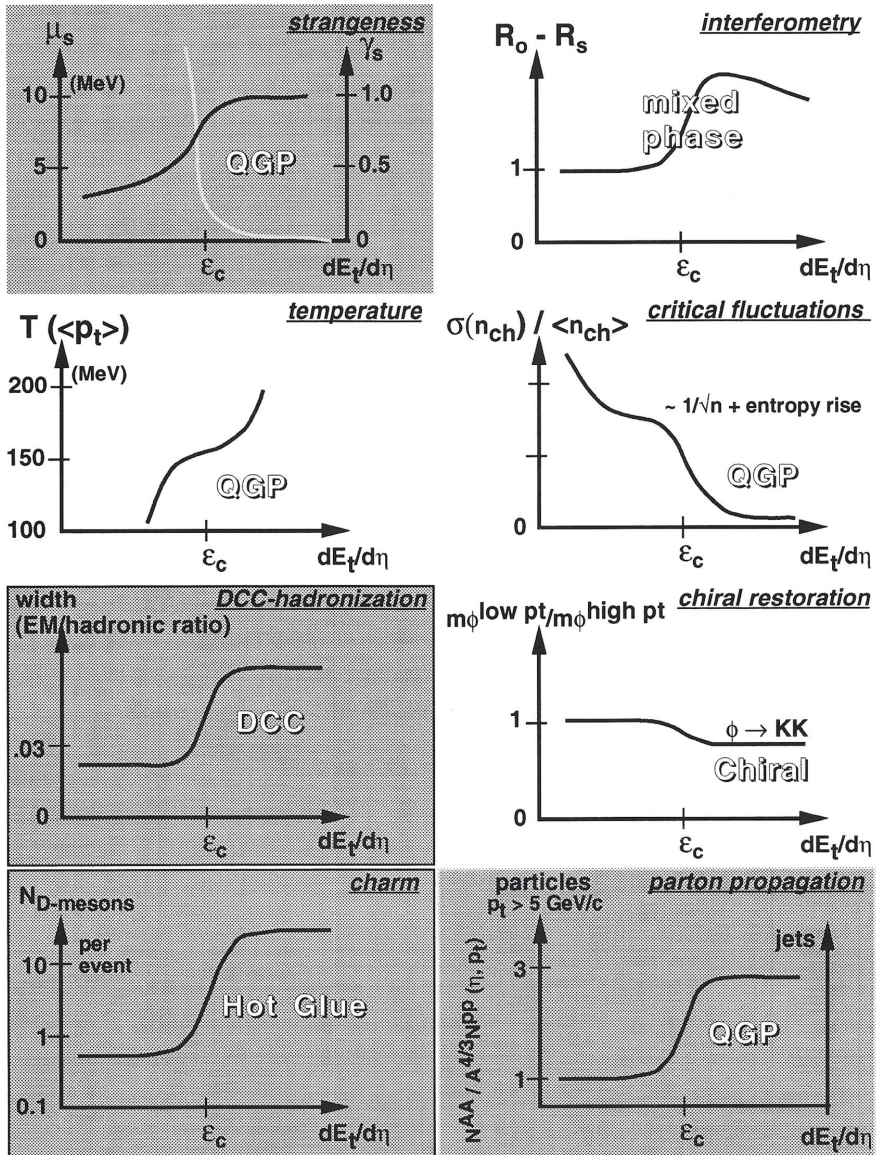 strangeness
μs γs
(MeV)
10 1.0
5 0.5
QGP
0 0
εc dEt/dη
interferometry
Ro - Rs
mixed
phase
1
0
εc dEt/dη
temperature
T (<pt>)
(MeV)
200
150
QGP
100
εc dEt/dη
critical fluctuations
σ(nch) / <nch>
~ 1/√n + entropy rise
QGP
0
εc dEt/dη
DCC-hadronization
width
(EM/hadronic ratio)
DCC
.03
0
εc dEt/dη
chiral restoration
mϕlow pt/mϕhigh pt
1
ϕ → KK
Chiral
0
εc dEt/dη
charm
ND-mesons
per
event
10
Hot Glue
1
0.1
εc dEt/dη
parton propagation
particles
pt > 5 GeV/c
jets
NAA / A4/3NPP (η, pt)
3
QGP
1
εc dEt/dη